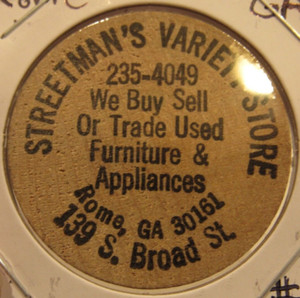 STREETMAN'S VARIETY STORE
235-4049
We Buy Sell
Or Trade Used
Furniture &
Appliances
Rome, GA 30161
139 S. Broad St.